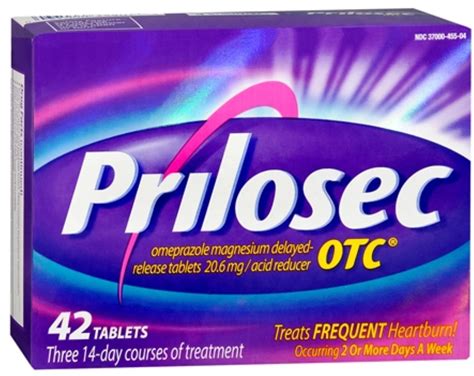 NDC 37000-455-04
Prilosec
omeprazole magnesium delayed-
release tablets 20.6 mg / acid reducer
OTC®
42 TABLETS
Three 14-day courses of treatment
Treats FREQUENT Heartburn!
Occurring 2 Or More Days A Week